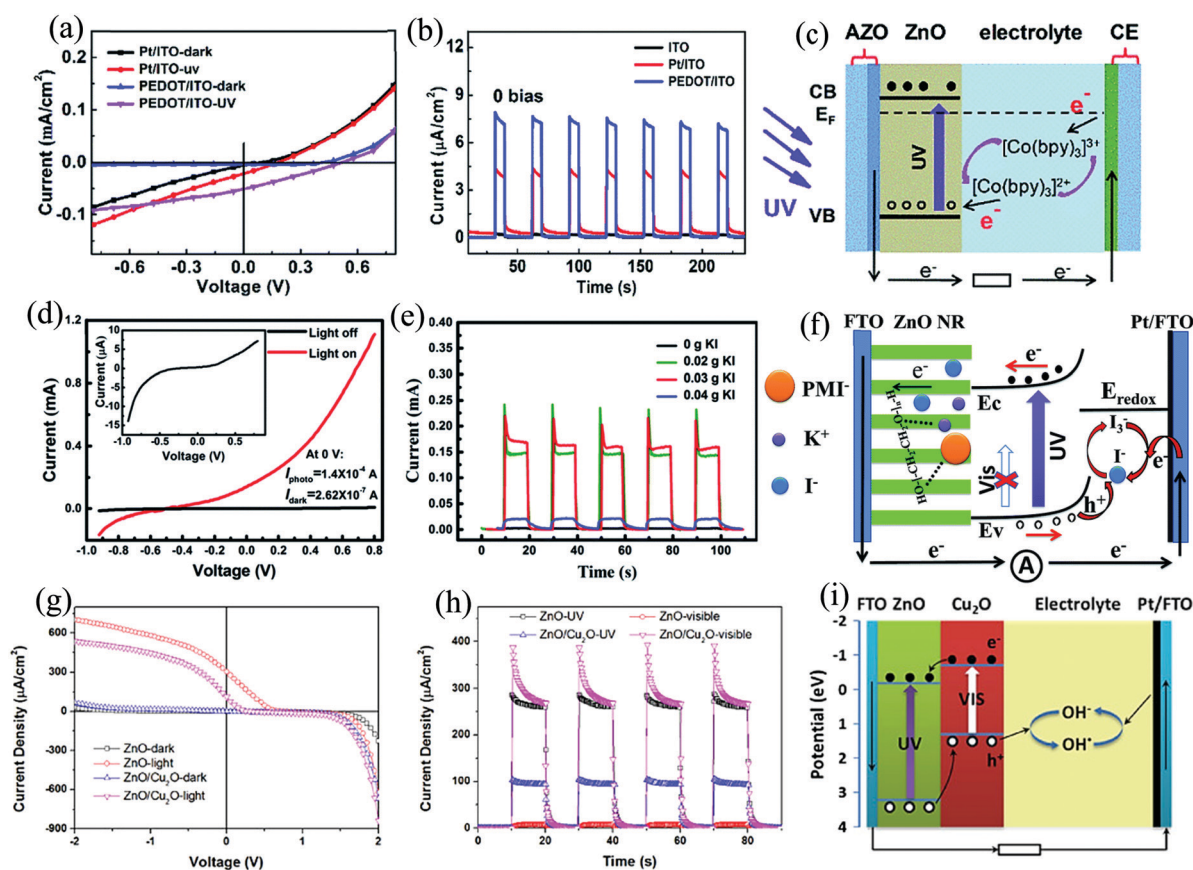 (a)
Pt/ITO-dark
Pt/ITO-uv
PEDOT/ITO-dark
PEDOT/ITO-UV
0.2
0.1
0.0
-0.1
-0.6
-0.3
0.0
0.3
0.6
Current (mA/cm²)
Voltage (V)
(b)
ITO
Pt/ITO
PEDOT/ITO
0 bias
12
9
6
3
0
50
100
150
200
Current (μA/cm²)
Time (s)
(c)
AZO
ZnO
electrolyte
CE
CB
E_F
UV
UV
e⁻
[Co(bpy)₃]³⁺
[Co(bpy)₃]²⁺
VB
e⁻
e⁻
e⁻
(d)
Light off
Light on
1.2
0.8
0.4
0.0
-1.0
-0.8
-0.6
-0.4
-0.2
0.0
0.2
0.4
0.6
0.8
Current (mA)
Voltage (V)
10
5
0
-5
-10
-15
-1.0
-0.5
0.0
0.5
Current (μA)
Voltage (V)
At 0 V:
I_photo=1.4X10⁻⁴ A
I_dark=2.62X10⁻⁷ A
(e)
0 g KI
0.02 g KI
0.03 g KI
0.04 g KI
0.40
0.35
0.30
0.25
0.20
0.15
0.10
0.05
0.00
0
20
40
60
80
100
Current (mA)
Time (s)
PMI⁻
K⁺
I⁻
(f)
FTO
ZnO NR
Pt/FTO
e⁻
e⁻
Ec
E_redox
I₃⁻
I⁻
e⁻
UV
Vis
h⁺
Ev
e⁻
A
e⁻
(g)
ZnO-dark
ZnO-light
ZnO/Cu₂O-dark
ZnO/Cu₂O-light
600
300
0
-300
-600
-900
-2
-1
0
1
2
Current Density (μA/cm²)
Voltage (V)
(h)
ZnO-UV
ZnO-visible
ZnO/Cu₂O-UV
ZnO/Cu₂O-visible
400
300
200
100
0
0
20
40
60
80
Current Density (μA/cm²)
Time (s)
(i)
FTO
ZnO
Cu₂O
Electrolyte
Pt/FTO
-2
-1
0
1
2
3
4
Potential (eV)
e⁻
VIS
UV
h⁺
OH⁻
OH•